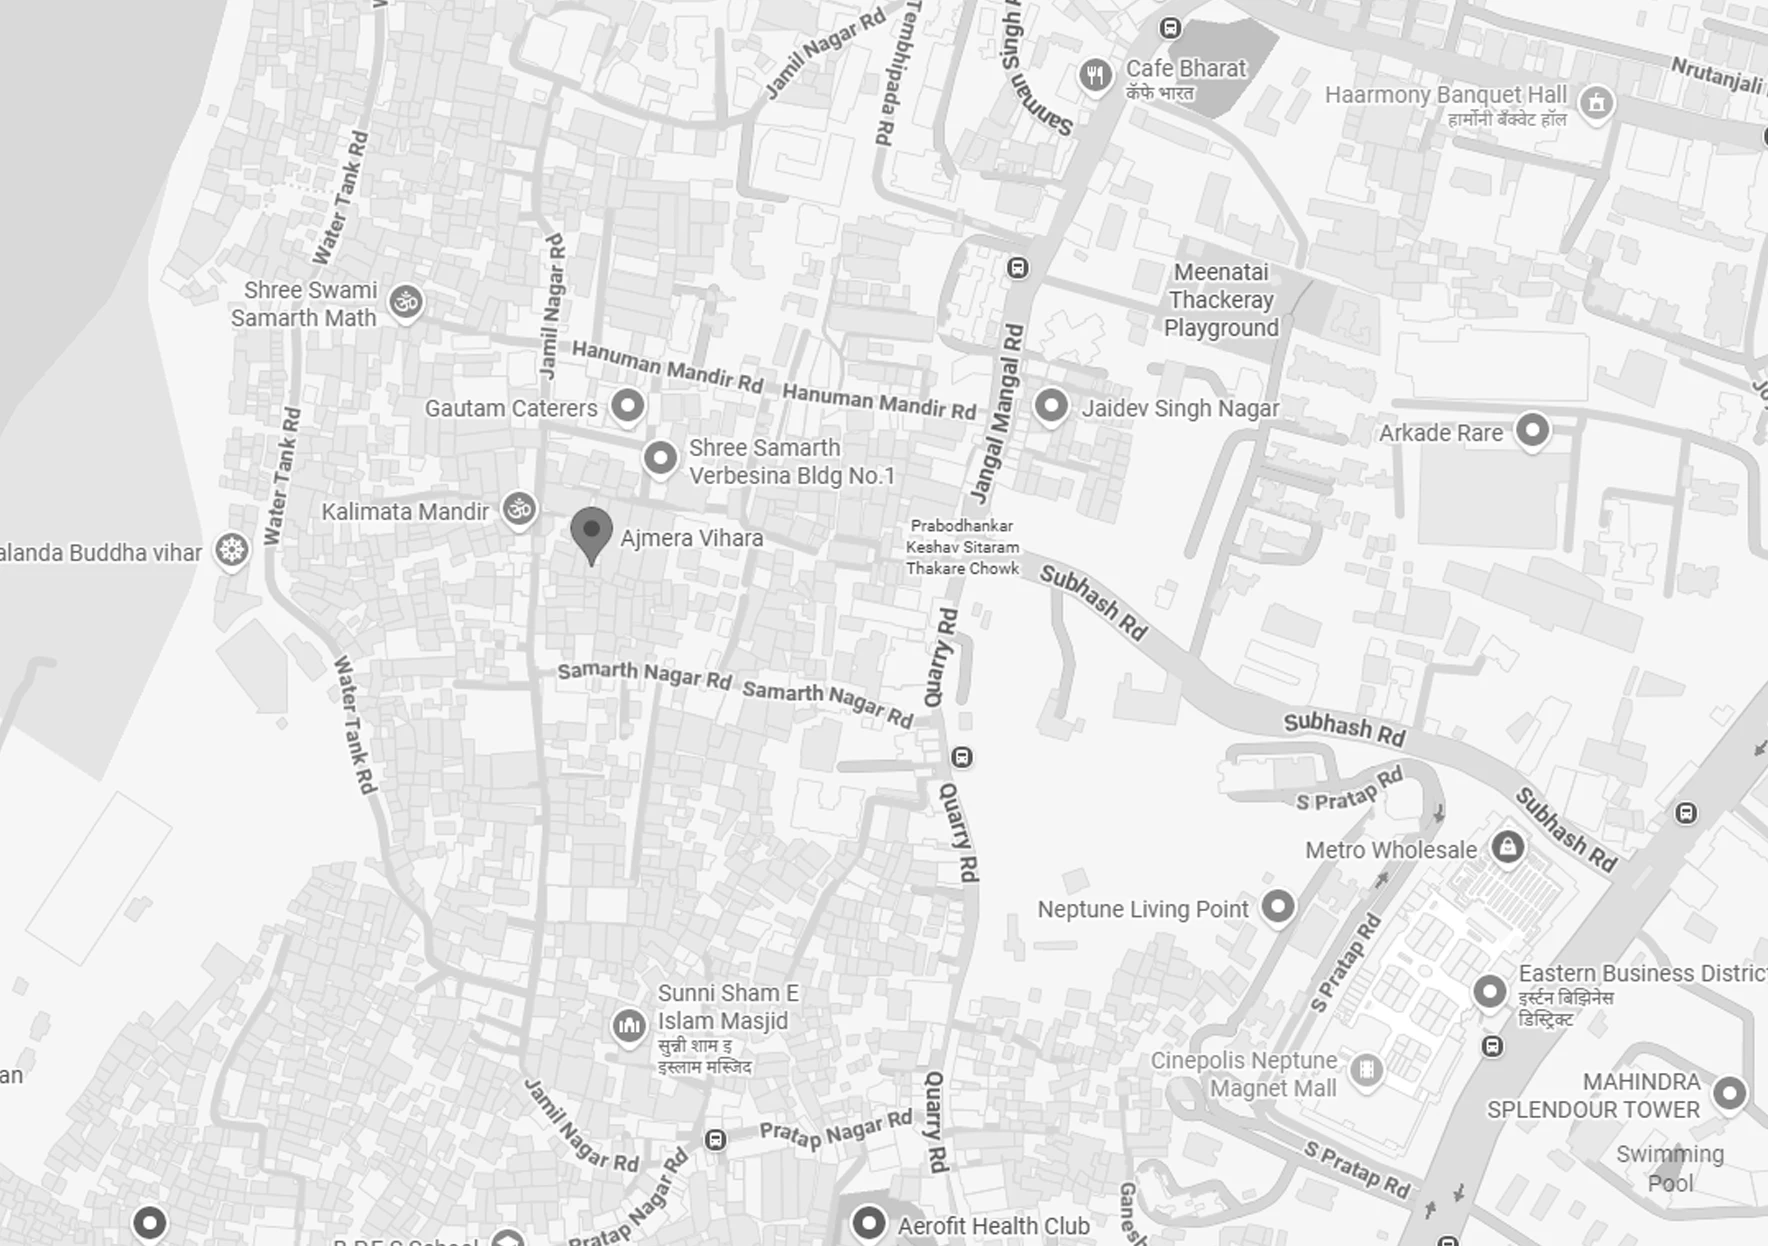 Jamil Nagar Rd
Tembhipada Rd
Sanman Singh
Cafe Bharat
कॅफे भारत
Haarmony Banquet Hall
हार्मोनी बँक्वेट हॉल
Nrutanjali
Water Tank Rd
Shree Swami
Samarth Math
Jamil Nagar Rd
Hanuman Mandir Rd
Hanuman Mandir Rd
Meenatai
Thackeray
Playground
Jangal Mangal Rd
Gautam Caterers
Jaidev Singh Nagar
Arkade Rare
Shree Samarth
Verbesina Bldg No.1
Water Tank Rd
Kalimata Mandir
Ajmera Vihara
alanda Buddha vihar
Prabodhankar
Keshav Sitaram
Thakare Chowk
Subhash Rd
Quarry Rd
Samarth Nagar Rd
Samarth Nagar Rd
Water Tank Rd
Subhash Rd
S Pratap Rd
Subhash Rd
Quarry Rd
Metro Wholesale
Neptune Living Point
S Pratap Rd
Eastern Business District
इर्स्टन बिझिनेस
डिस्ट्रिक्ट
Sunni Sham E
Islam Masjid
सुन्नी शाम इ
इस्लाम मस्जिद
an
Cinepolis Neptune
Magnet Mall
MAHINDRA
SPLENDOUR TOWER
Swimming
Pool
Jamil Nagar Rd
Pratap Nagar Rd
Quarry Rd
S Pratap Rd
Pratap Nagar Rd
Ganesh
Aerofit Health Club